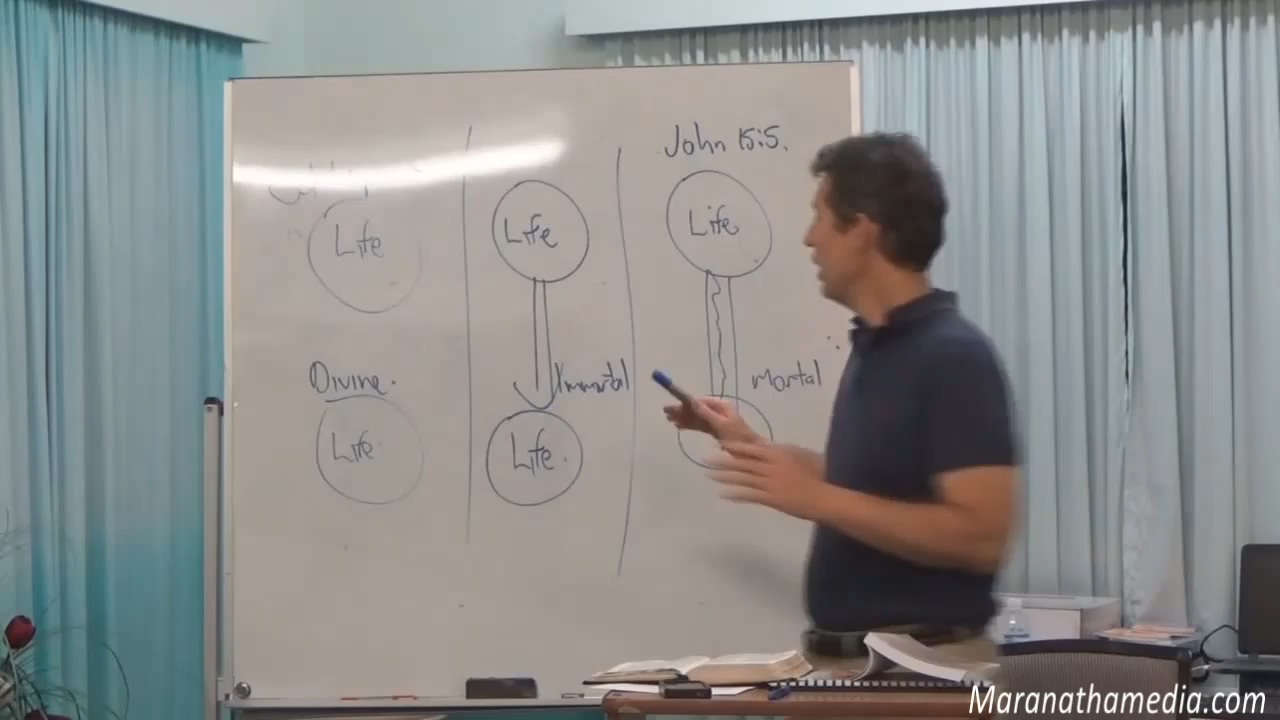 John 15:5.
Life
Life
Life
Divine.
Immortal
Mortal
Life.
Life.
Maranathamedia.com